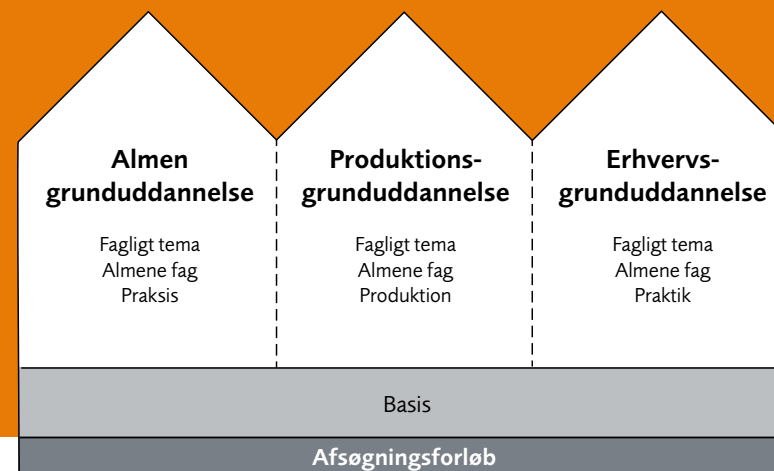 Almen
grunduddannelse
Fagligt tema
Almene fag
Praksis
Produktions-
grunduddannelse
Fagligt tema
Almene fag
Produktion
Erhvervs-
grunduddannelse
Fagligt tema
Almene fag
Praktik
Basis
Afsøgningsforløb